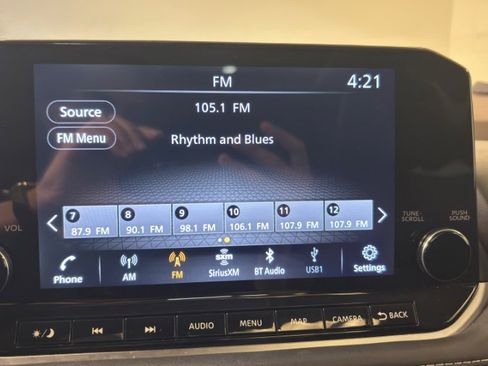 FM 4:21
Source
105.1 FM
FM Menu
Rhythm and Blues
7 8 9 10 11 12
87.9 FM 90.1 FM 98.1 FM 106.1 FM 107.9 FM 107.9 FM
VOL
TUNE-SCROLL
PUSH SOUND
Phone AM FM sxm SiriusXM BT Audio USB1 Settings
AUDIO MENU MAP CAMERA BACK